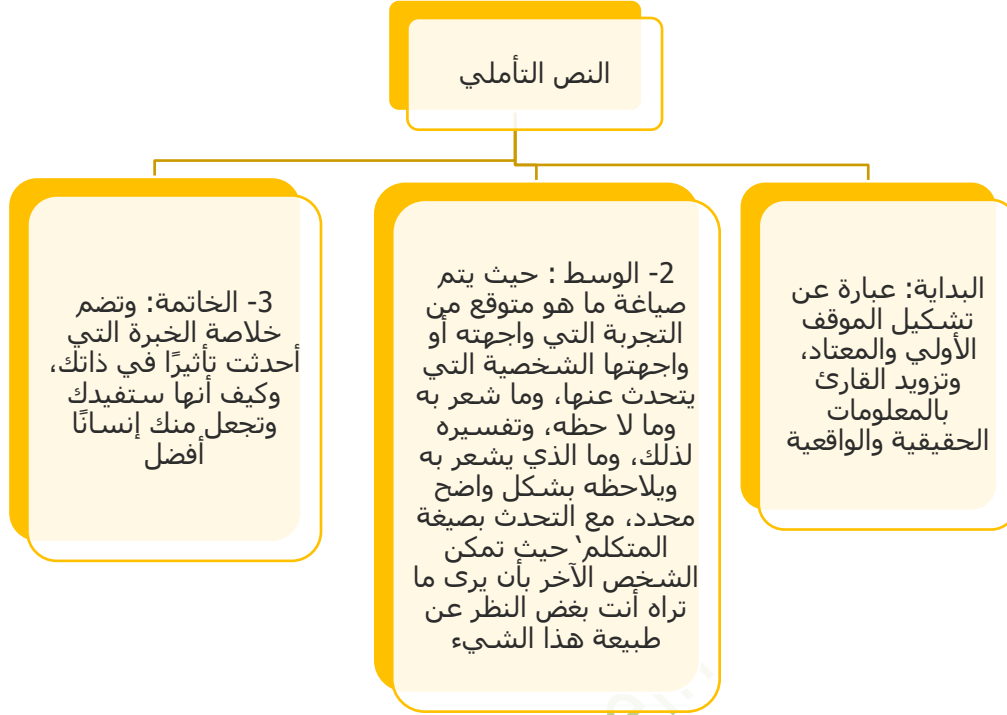 النص التأملي
البداية: عبارة عن
تشكيل الموقف
الأولي والمعتاد،
وتزويد القارئ
بالمعلومات
الحقيقية والواقعية
2- الوسط : حيث يتم
صياغة ما هو متوقع من
التجربة التي واجهته أو
واجهتها الشخصية التي
يتحدث عنها، وما شعر به
وما لا حظه، وتفسيره
لذلك، وما الذي يشعر به
ويلاحظه بشكل واضح
محدد، مع التحدث بصيغة
المتكلم` حيث تمكن
الشخص الآخر بأن يرى ما
تراه أنت بغض النظر عن
طبيعة هذا الشيء
3- الخاتمة: وتضم
خلاصة الخبرة التي
أحدثت تأثيرًا في ذاتك،
وكيف أنها ستفيدك
وتجعل منك إنسانًا
أفضل